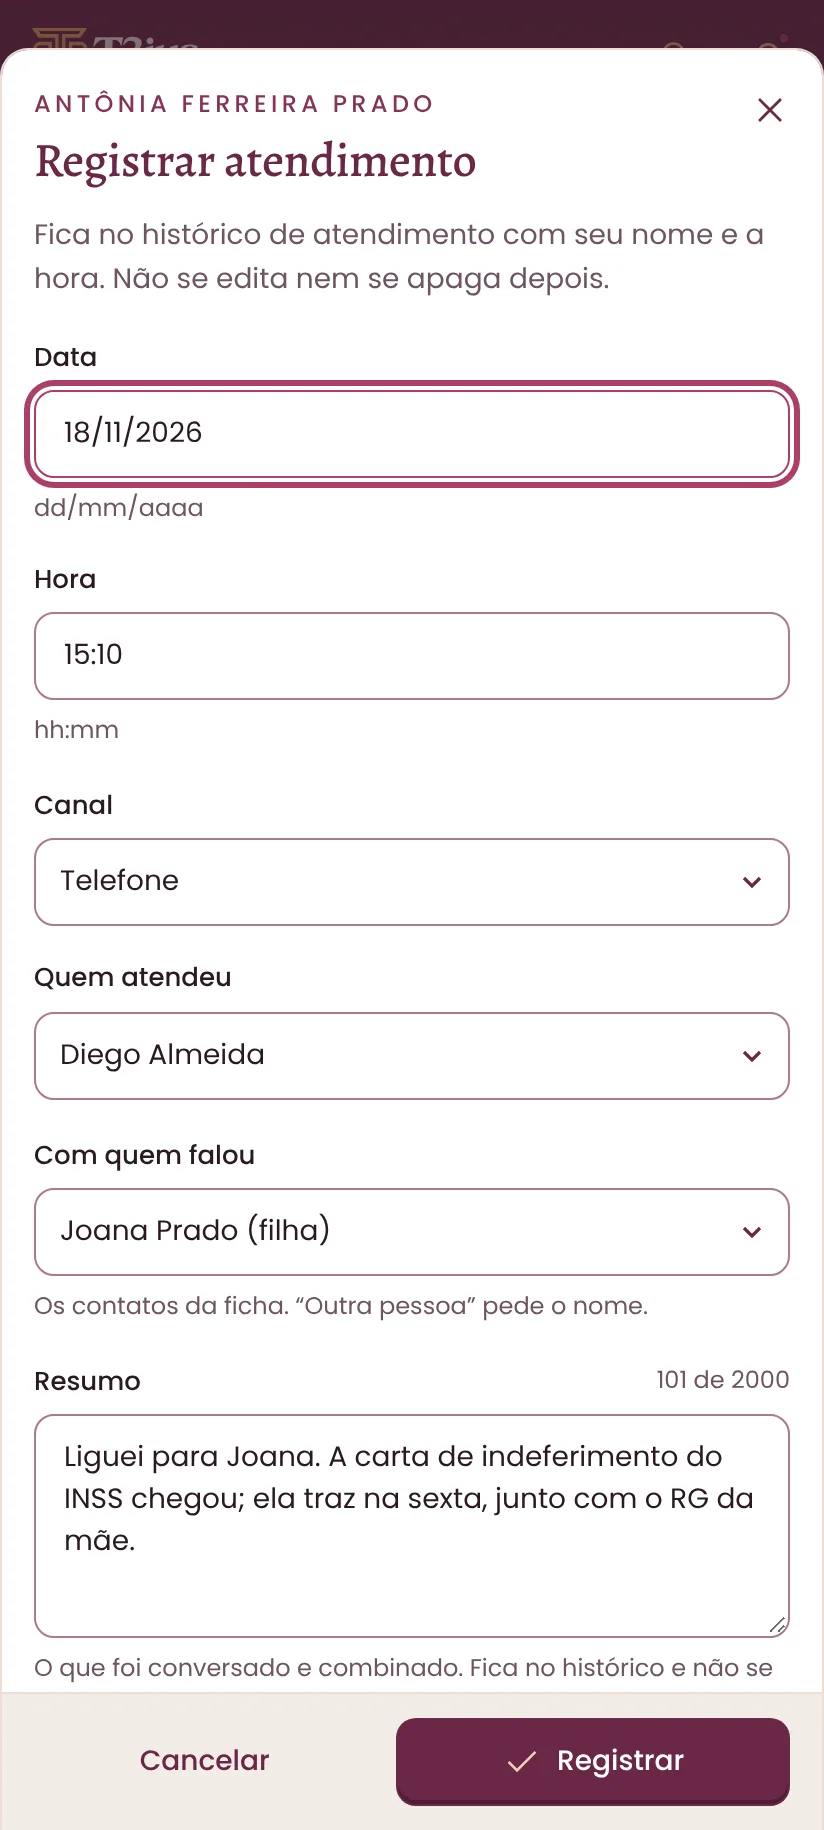 ANTÔNIA FERREIRA PRADO
Registrar atendimento
Fica no histórico de atendimento com seu nome e a
hora. Não se edita nem se apaga depois.
Data
18/11/2026
dd/mm/aaaa
Hora
15:10
hh:mm
Canal
Telefone
Quem atendeu
Diego Almeida
Com quem falou
Joana Prado (filha)
Os contatos da ficha. “Outra pessoa” pede o nome.
Resumo
101 de 2000
Liguei para Joana. A carta de indeferimento do
INSS chegou; ela traz na sexta, junto com o RG da
mãe.
O que foi conversado e combinado. Fica no histórico e não se
Cancelar
Registrar